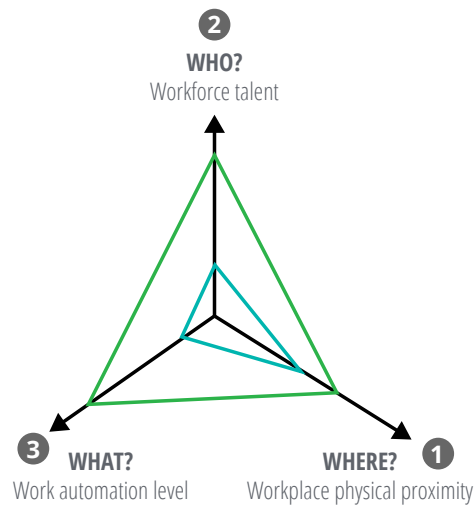 2
WHO?
Workforce talent
3
WHAT?
Work automation level
WHERE?
1
Workplace physical proximity